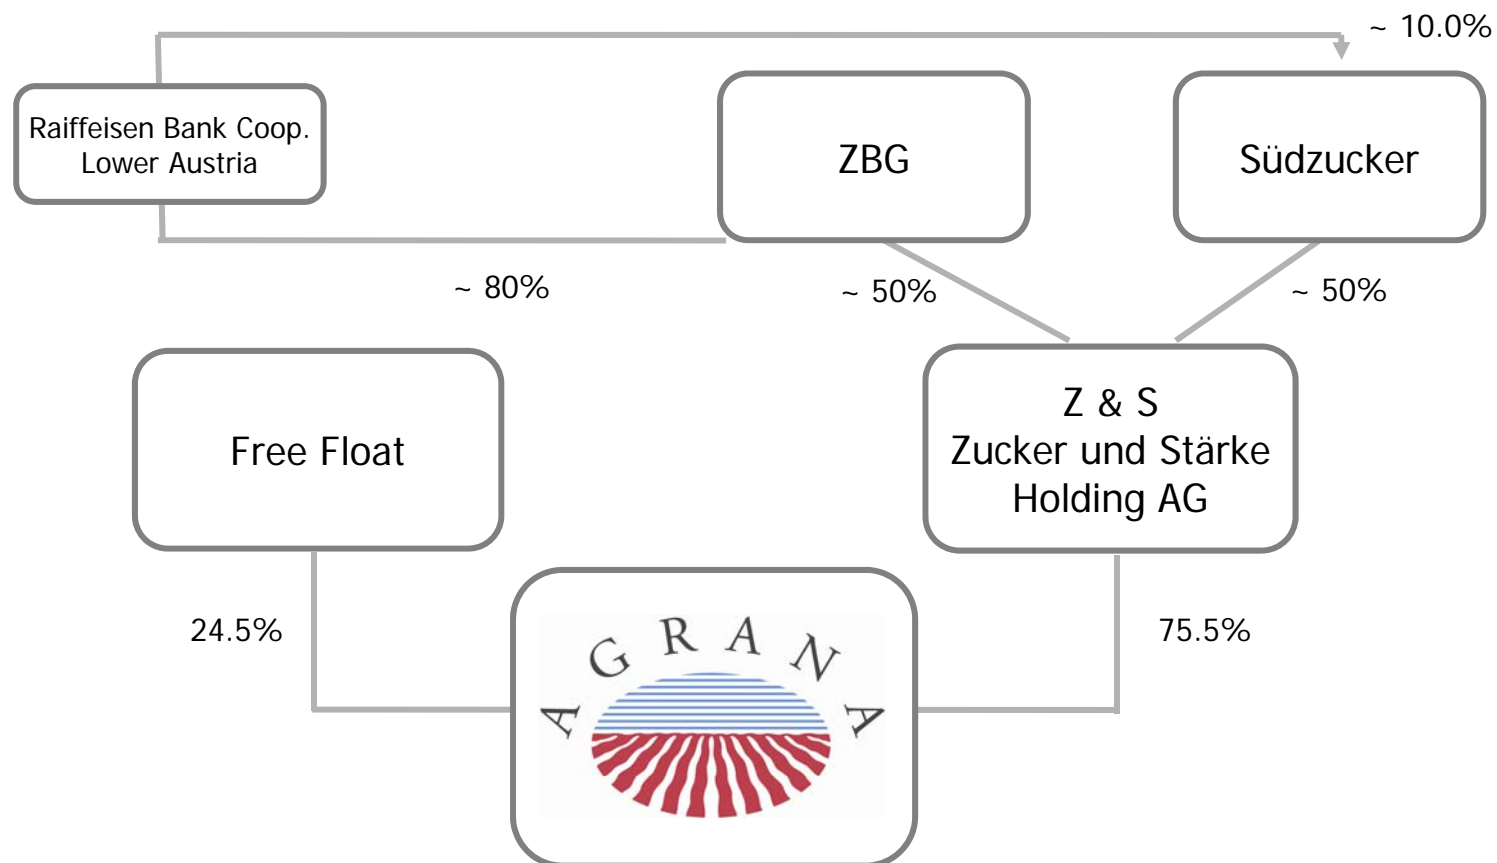 ~ 10.0%
Raiffeisen Bank Coop.
Lower Austria
ZBG
Südzucker
~ 80%
~ 50%
~ 50%
Free Float
Z & S
Zucker und Stärke
Holding AG
24.5%
75.5%
AGRANA